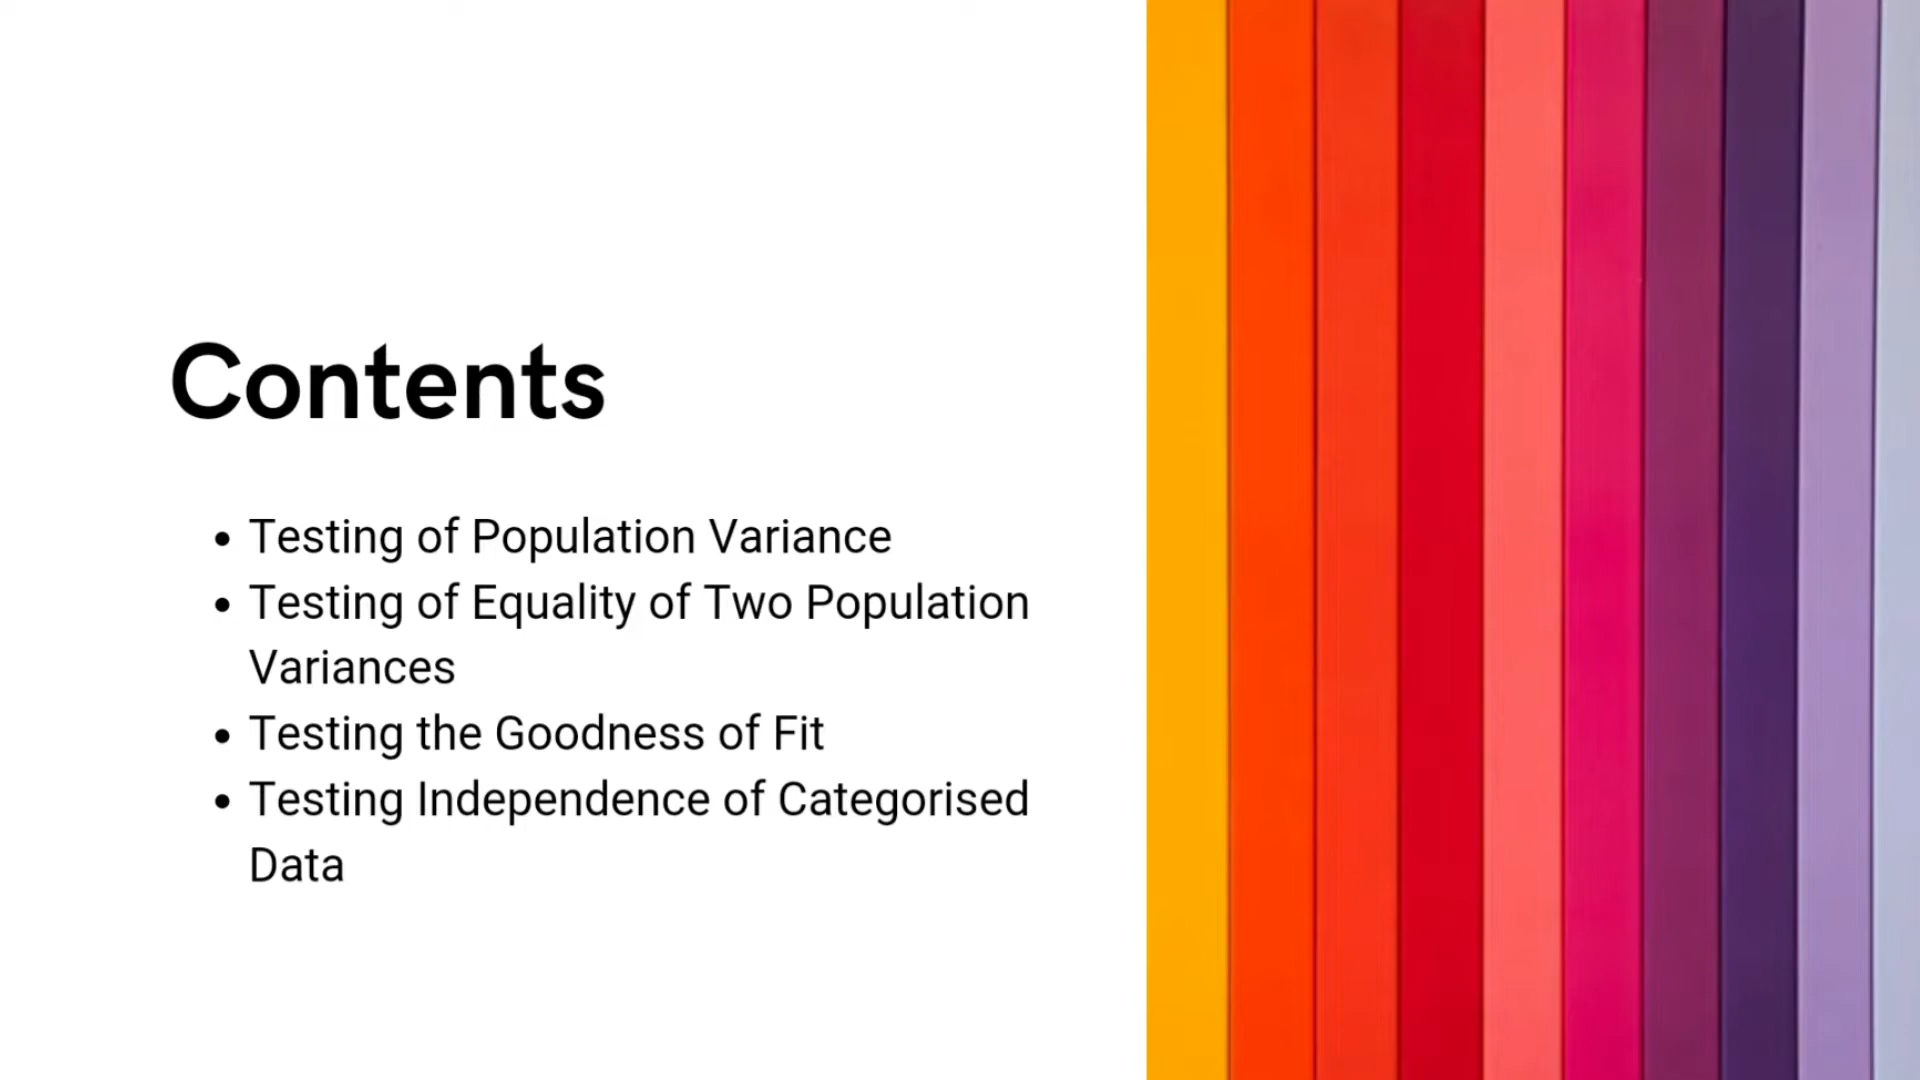 Contents
• Testing of Population Variance
• Testing of Equality of Two Population
Variances
• Testing the Goodness of Fit
• Testing Independence of Categorised
Data